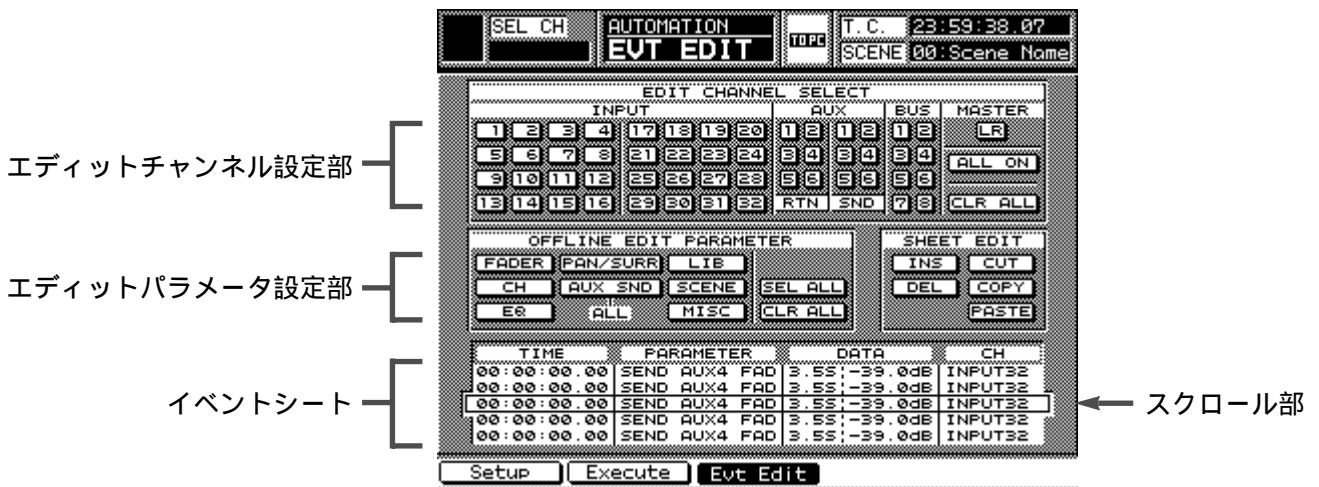 SEL CH AUTOMATION TO PC T.C. 23:59:38.07
EVT EDIT SCENE 00:Scene Name
EDIT CHANNEL SELECT
INPUT AUX BUS MASTER
1 2 3 4 17 18 19 20 1 2 1 2 1 2 LR
5 6 7 8 21 22 23 24 3 4 3 4 3 4 ALL ON
9 10 11 12 25 26 27 28 5 6 5 6 5 6
13 14 15 16 29 30 31 32 RTN SND 7 8 CLR ALL
エディットチャンネル設定部
OFFLINE EDIT PARAMETER SHEET EDIT
FADER PAN/SURR LIB INS CUT
CH AUX SND SCENE SEL ALL DEL COPY
EQ ALL MISC CLR ALL PASTE
エディットパラメータ設定部
TIME PARAMETER DATA CH
00:00:00.00 SEND AUX4 FAD 3.5S -39.0dB INPUT32
00:00:00.00 SEND AUX4 FAD 3.5S -39.0dB INPUT32
00:00:00.00 SEND AUX4 FAD 3.5S -39.0dB INPUT32
00:00:00.00 SEND AUX4 FAD 3.5S -39.0dB INPUT32
00:00:00.00 SEND AUX4 FAD 3.5S -39.0dB INPUT32
イベントシート
スクロール部
Setup Execute Evt Edit